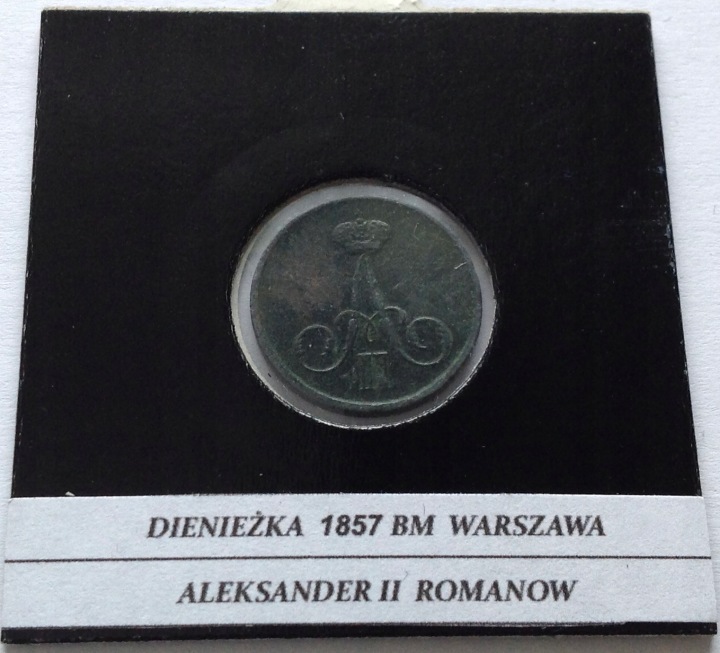 DIENIEŻKA 1857 BM WARSZAWA
ALEKSANDER II ROMANOW